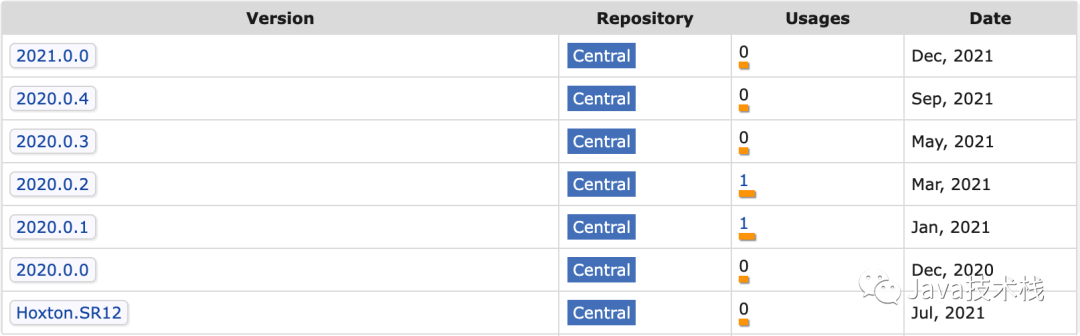 Version Repository Usages Date
2021.0.0 Central 0 Dec, 2021
2020.0.4 Central 0 Sep, 2021
2020.0.3 Central 0 May, 2021
2020.0.2 Central 1 Mar, 2021
2020.0.1 Central 1 Jan, 2021
2020.0.0 Central 0 Dec, 2020
Hoxton.SR12 Central 0 Jul, 2021
Java技术栈